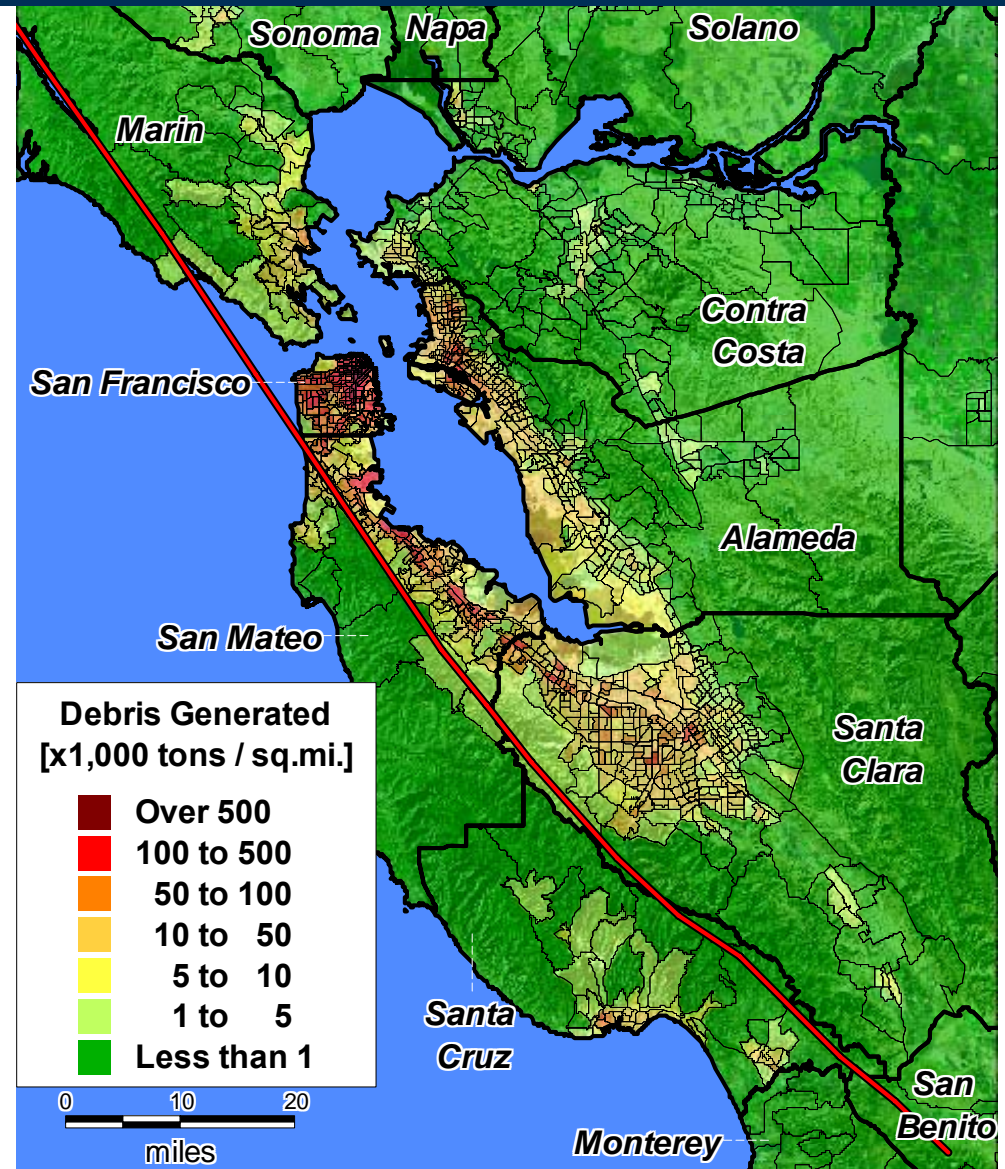 Sonoma
Napa
Solano
Marin
Contra
Costa
San Francisco
Alameda
San Mateo
Santa
Clara
Debris Generated
[x1,000 tons / sq.mi.]
Over 500
100 to 500
50 to 100
10 to 50
5 to 10
1 to 5
Less than 1
0 10 20
miles
Santa
Cruz
San
Benito
Monterey